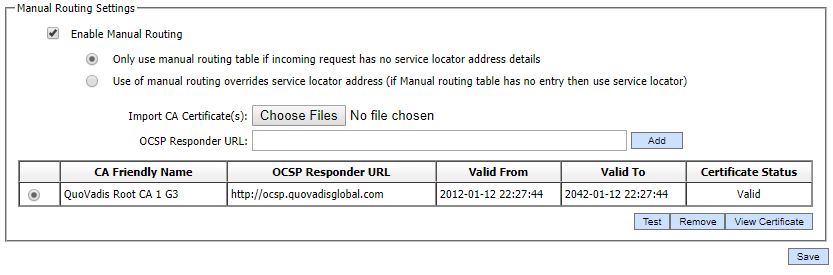 Manual Routing Settings
Enable Manual Routing
Only use manual routing table if incoming request has no service locator address details
Use of manual routing overrides service locator address (if Manual routing table has no entry then use service locator)
Import CA Certificate(s): Choose Files No file chosen
OCSP Responder URL: Add
CA Friendly Name OCSP Responder URL Valid From Valid To Certificate Status
QuoVadis Root CA 1 G3 http://ocsp.quovadisglobal.com 2012-01-12 22:27:44 2042-01-12 22:27:44 Valid
Test Remove View Certificate
Save